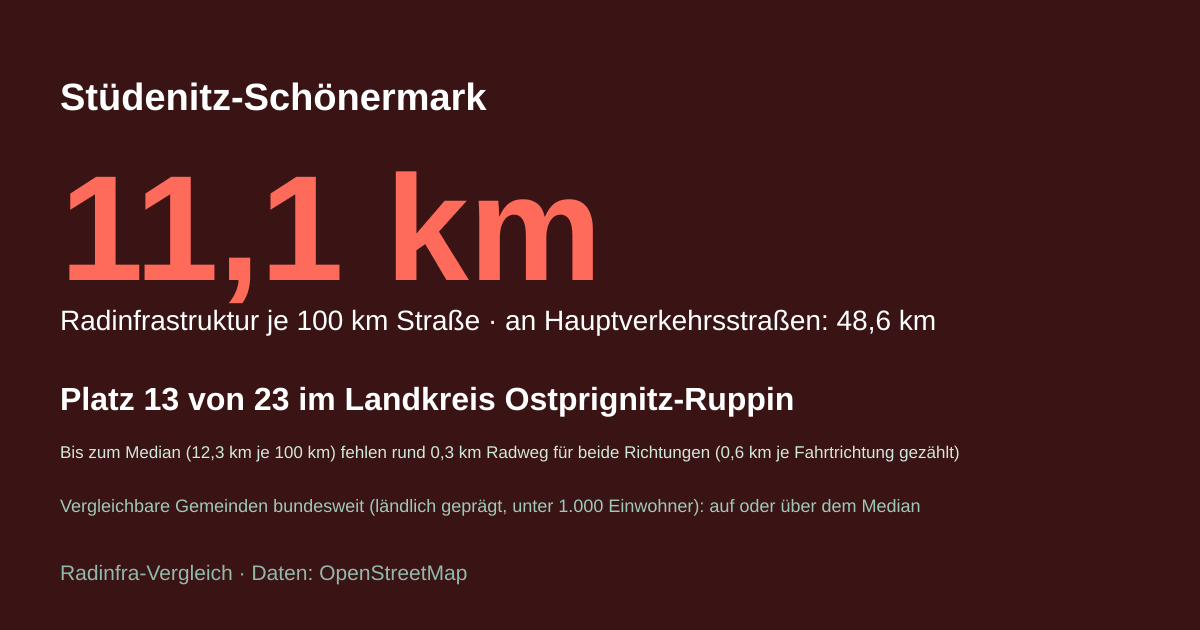 Stüdenitz-Schönermark
11,1 km
Radinfrastruktur je 100 km Straße · an Hauptverkehrsstraßen: 48,6 km
Platz 13 von 23 im Landkreis Ostprignitz-Ruppin
Bis zum Median (12,3 km je 100 km) fehlen rund 0,3 km Radweg für beide Richtungen (0,6 km je Fahrtrichtung gezählt)
Vergleichbare Gemeinden bundesweit (ländlich geprägt, unter 1.000 Einwohner): auf oder über dem Median
Radinfra-Vergleich · Daten: OpenStreetMap